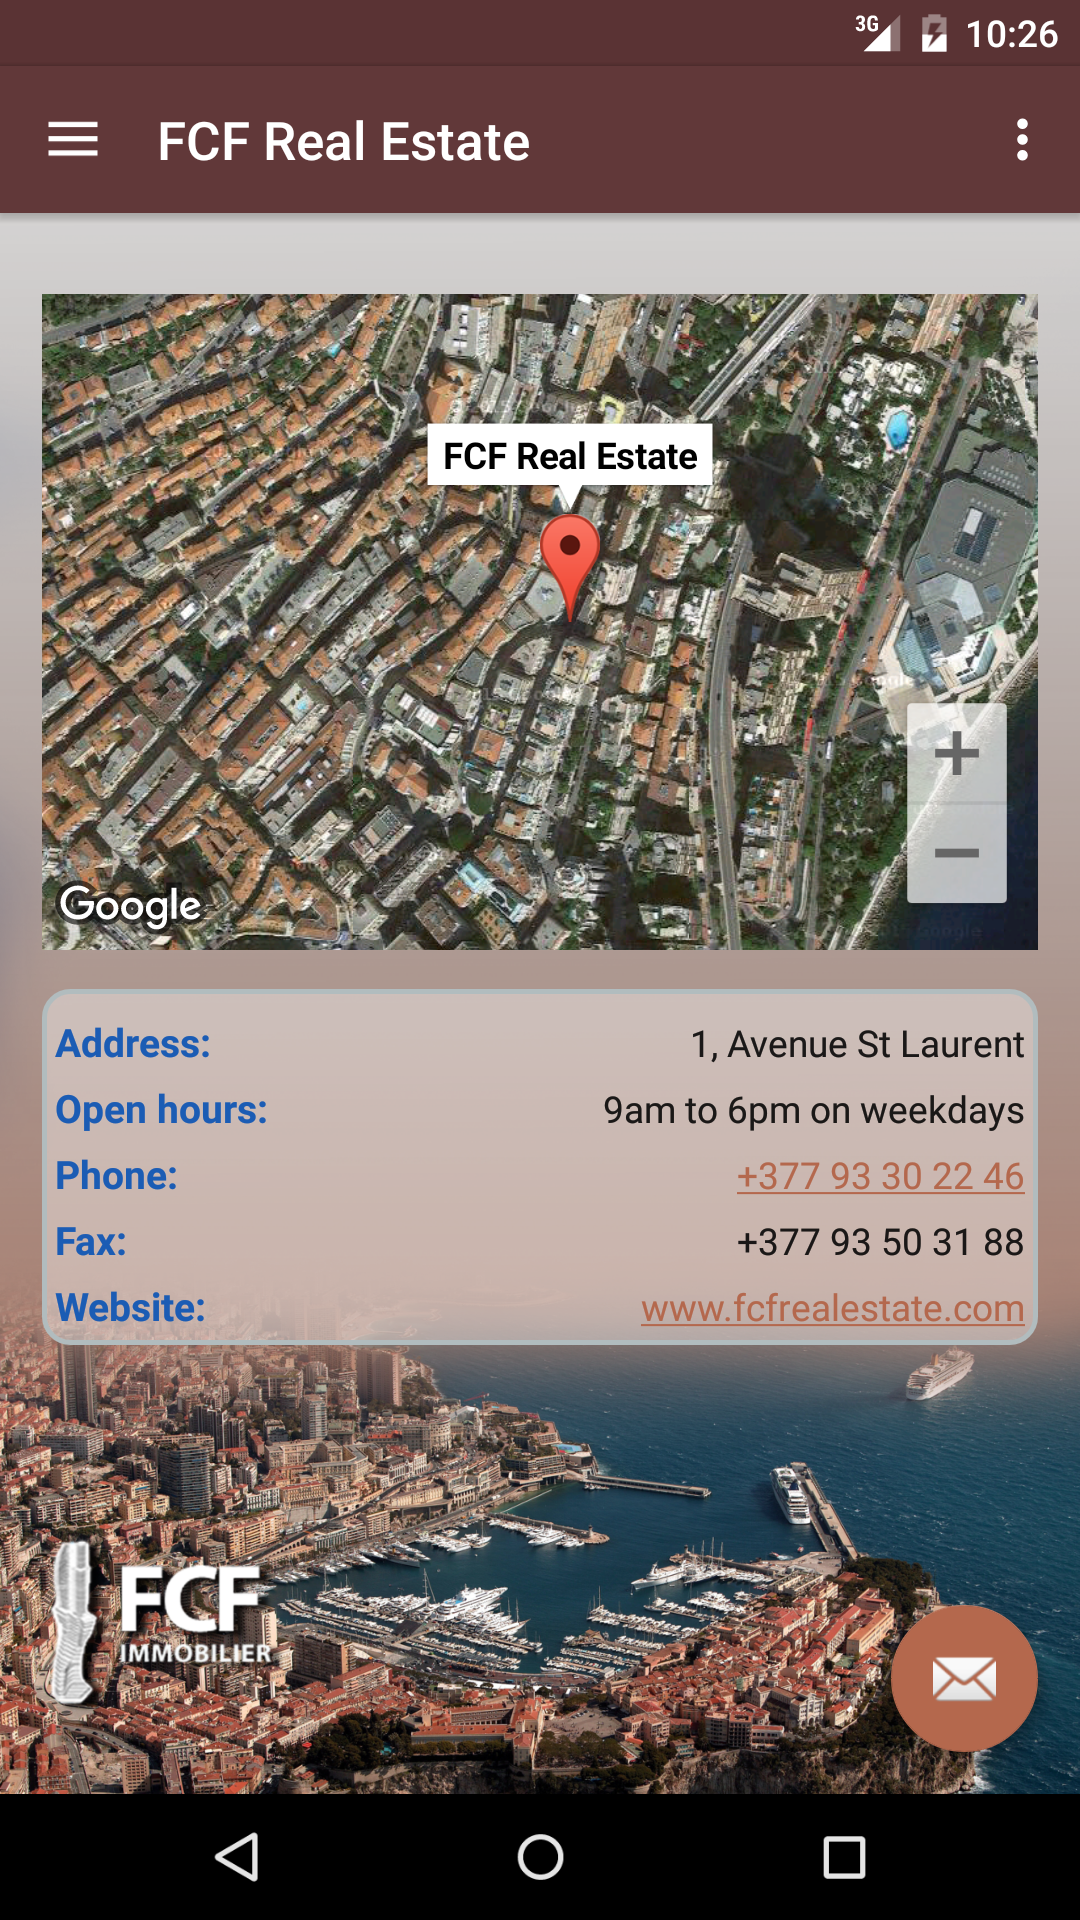 3G 10:26
FCF Real Estate
FCF Real Estate
Google
Address: 1, Avenue St Laurent
Open hours: 9am to 6pm on weekdays
Phone: +377 93 30 22 46
Fax: +377 93 50 31 88
Website: www.fcfrealestate.com
FCF
IMMOBILIER